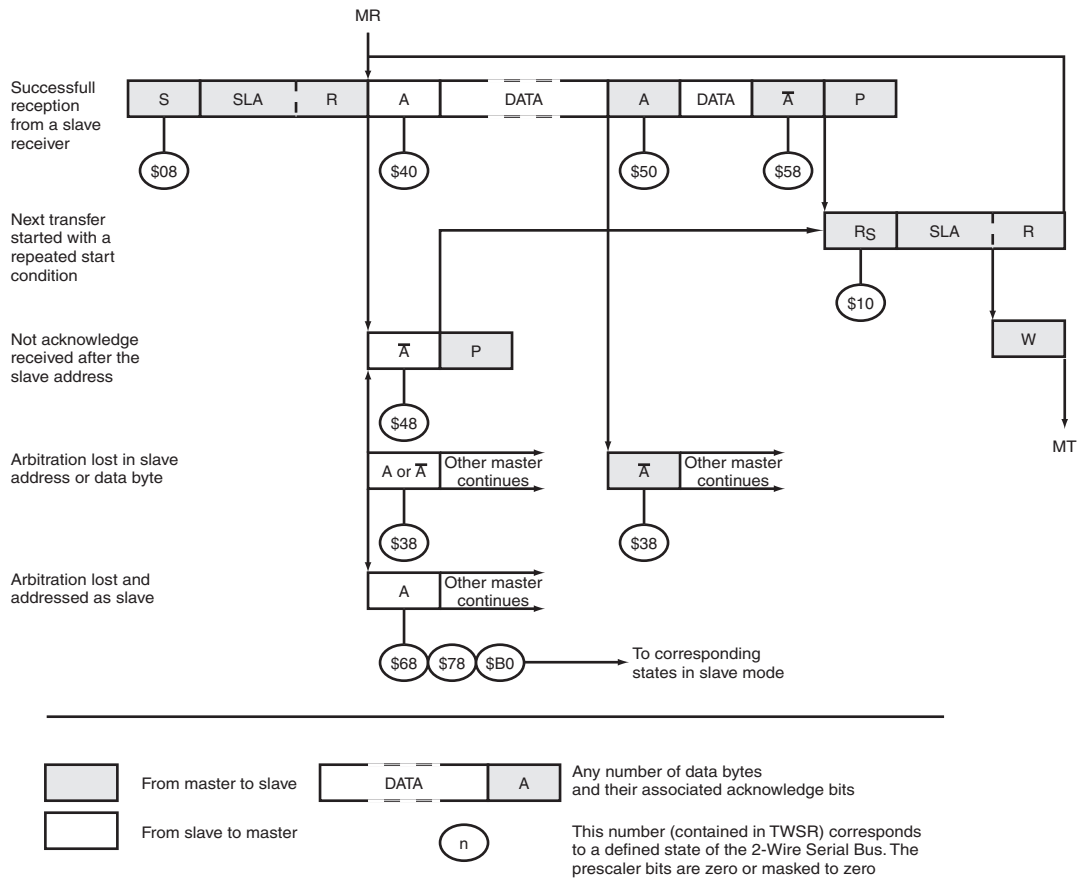 MR
Successfull
reception
from a slave
receiver
S SLA R A DATA A DATA A̅ P
$08 $40 $50 $58
Next transfer
started with a
repeated start
condition
RS SLA R
$10
Not acknowledge
received after the
slave address
A̅ P
W
$48
MT
Arbitration lost in slave
address or data byte
A or A̅
Other master
continues
A̅
Other master
continues
$38 $38
Arbitration lost and
addressed as slave
A
Other master
continues
$68 $78 $B0
To corresponding
states in slave mode
From master to slave
DATA A
Any number of data bytes
and their associated acknowledge bits
From slave to master
n
This number (contained in TWSR) corresponds
to a defined state of the 2-Wire Serial Bus. The
prescaler bits are zero or masked to zero